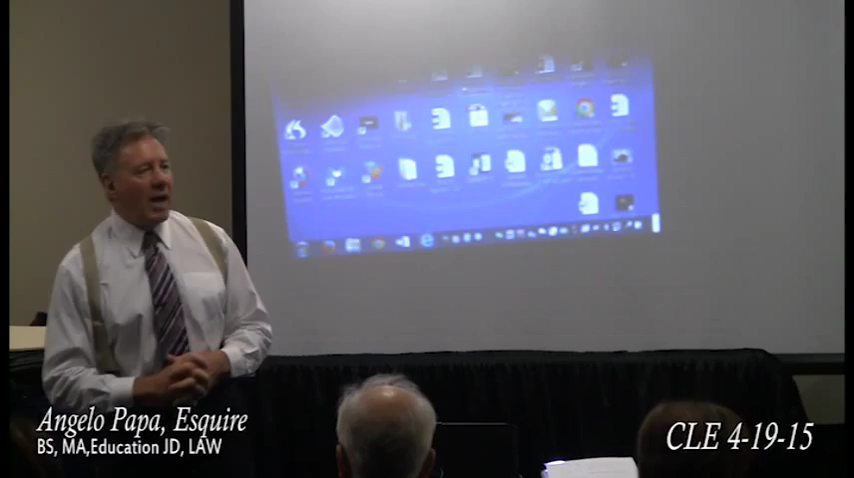 Angelo Papa, Esquire
BS, MA,Education JD, LAW
CLE 4-19-15